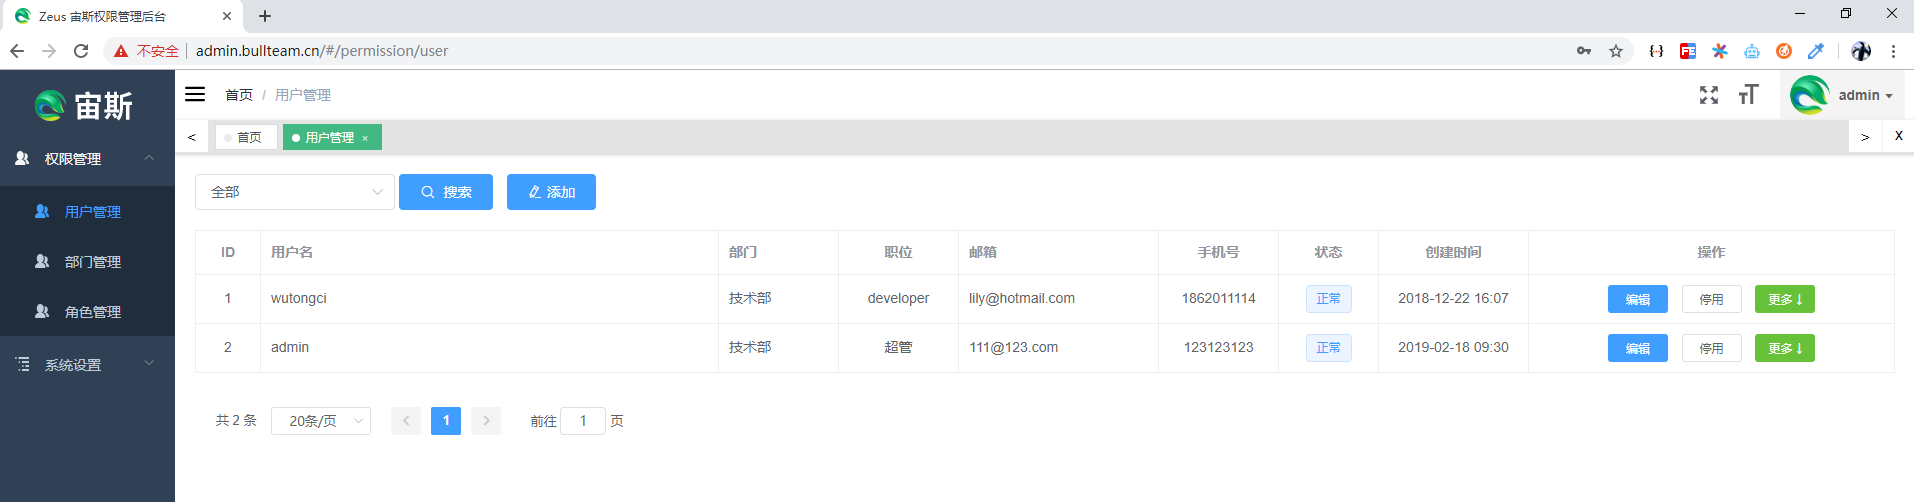 Zeus 宙斯权限管理后台
不安全 admin.bullteam.cn/#/permission/user
宙斯
首页 / 用户管理
admin
< 首页 用户管理 × > X
权限管理
用户管理
部门管理
角色管理
系统设置
全部 搜索 添加
ID 用户名 部门 职位 邮箱 手机号 状态 创建时间 操作
1 wutongci 技术部 developer lily@hotmail.com 1862011114 正常 2018-12-22 16:07 编辑 停用 更多↓
2 admin 技术部 超管 111@123.com 123123123 正常 2019-02-18 09:30 编辑 停用 更多↓
共 2 条 20条/页 < 1 > 前往 1 页